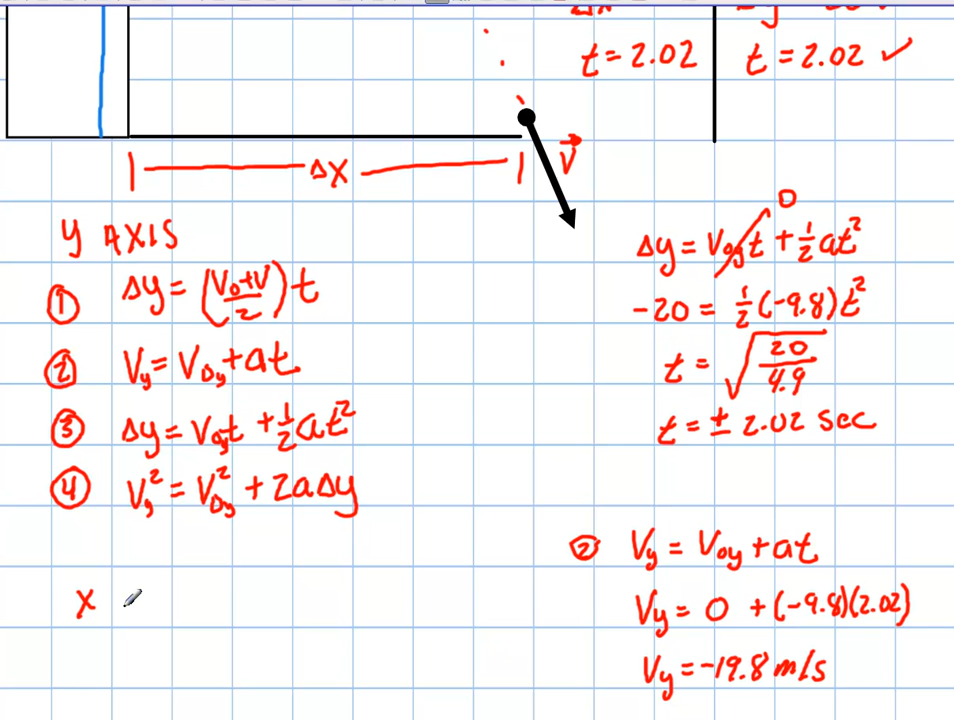 t = 2.02
t = 2.02 ✓
Δx
V⃗
y AXIS
① Δy = (V₀+V/2) t
② Vy = V₀y + at
③ Δy = V₀yt + ½at²
④ Vy² = V₀y² + 2aΔy
X
0
Δy = V₀yt + ½at²
-20 = ½(-9.8)t²
t = √(20/4.9)
t = ± 2.02 sec
② Vy = V₀y + at
Vy = 0 + (-9.8)(2.02)
Vy = -19.8 m/s